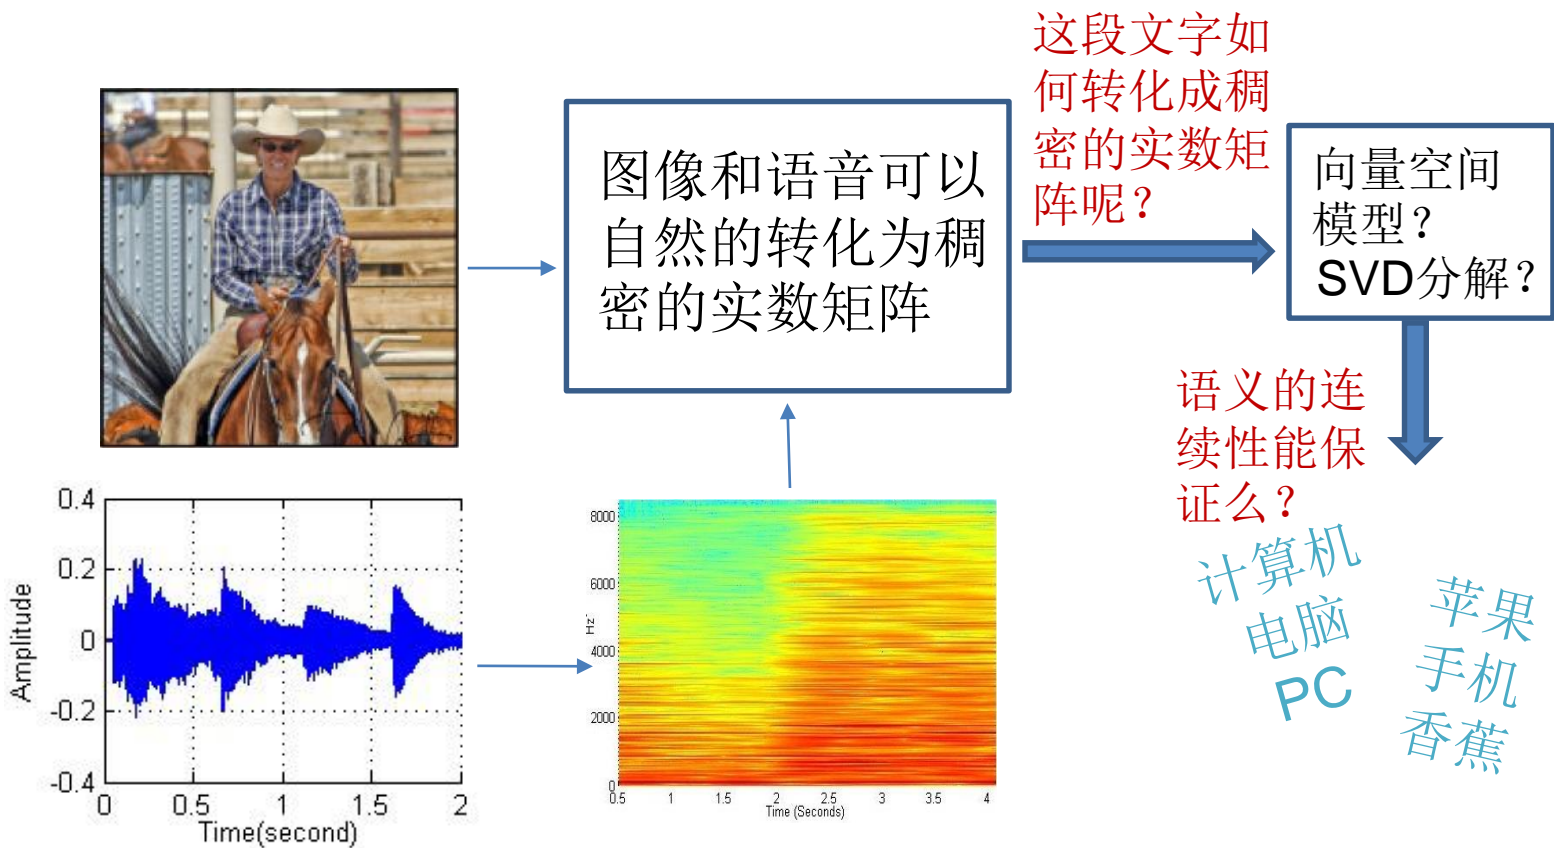 这段文字如
何转化成稠
密的实数矩
阵呢？
图像和语音可以
自然的转化为稠
密的实数矩阵
向量空间
模型？
SVD分解？
语义的连
续性能保
证么？
计算机
电脑
PC
苹果
手机
香蕉
0.4
0.2
0
-0.2
-0.4
Amplitude
0 0.5 1 1.5 2
Time(second)
8000
6000
4000
2000
0
Hz
0.5 1 1.5 2 2.5 3 3.5 4
Time (Seconds)